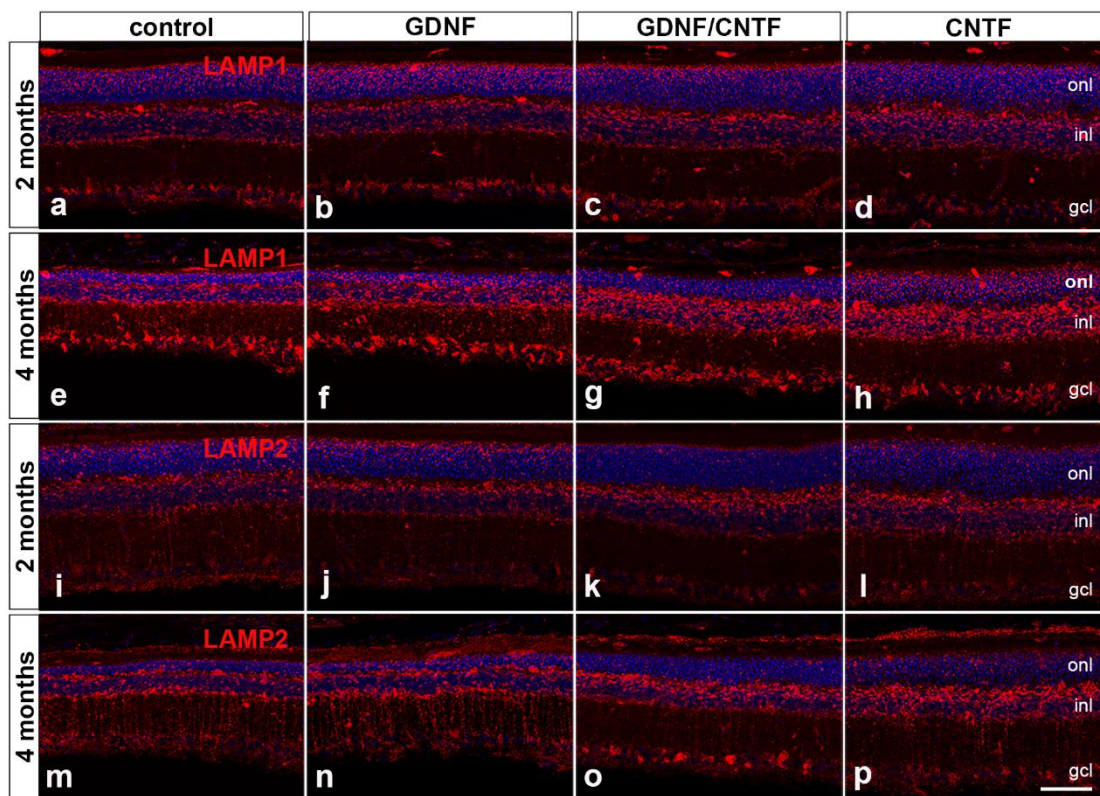 control GDNF GDNF/CNTF CNTF
2 months
LAMP1
onl
inl
gcl
a b c d
4 months
LAMP1
onl
inl
gcl
e f g h
2 months
LAMP2
onl
inl
gcl
i j k l
4 months
LAMP2
onl
inl
gcl
m n o p